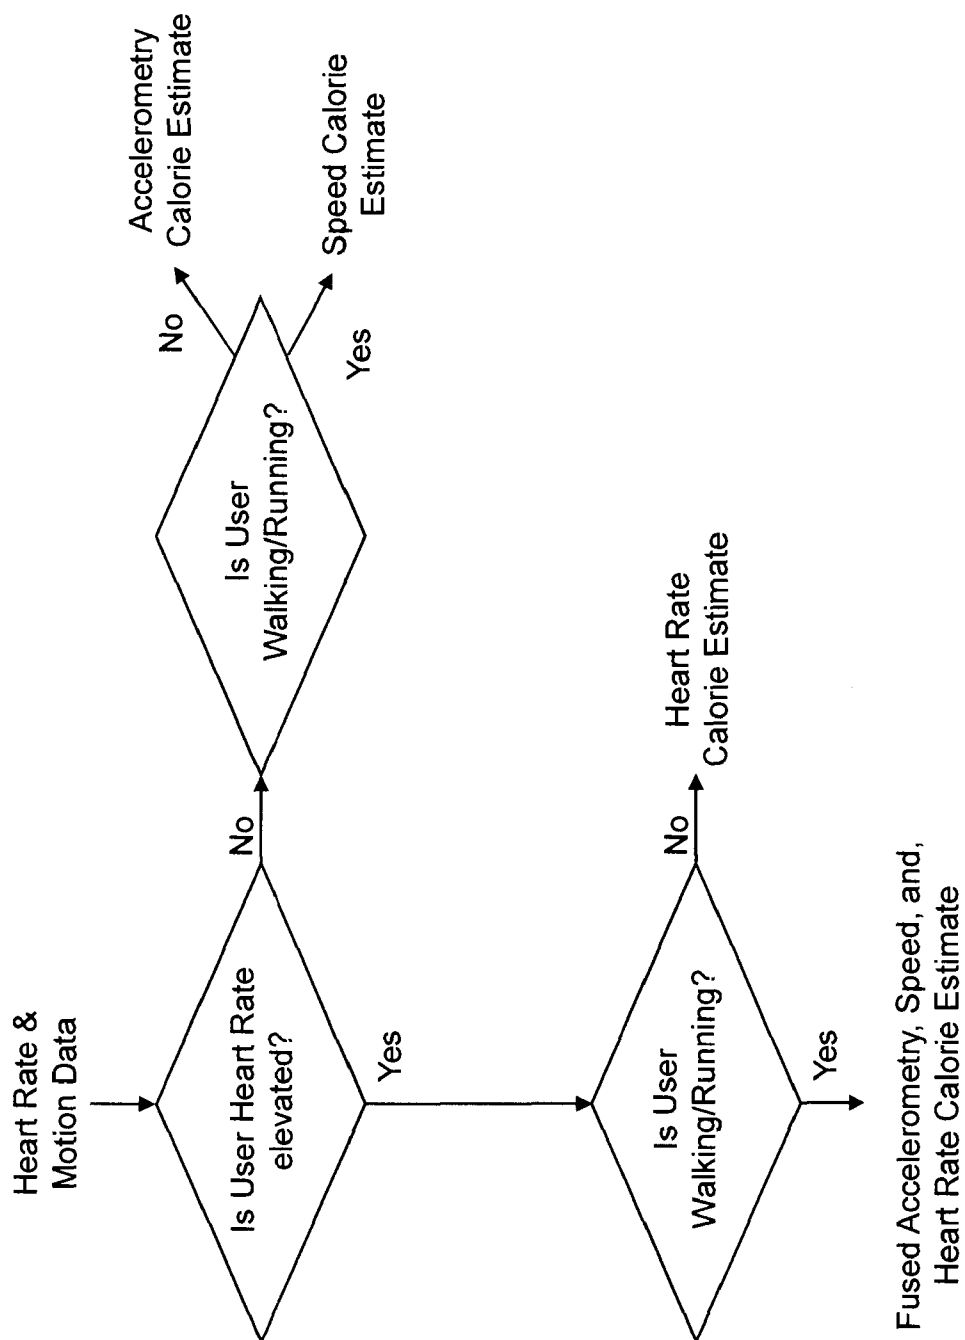 Heart Rate &
Motion Data
Is User Heart Rate
elevated?
No
Is User
Walking/Running?
No
Accelerometry
Calorie Estimate
Yes
Speed Calorie
Estimate
Yes
Is User
Walking/Running?
No
Heart Rate
Calorie Estimate
Yes
Fused Accelerometry, Speed, and,
Heart Rate Calorie Estimate